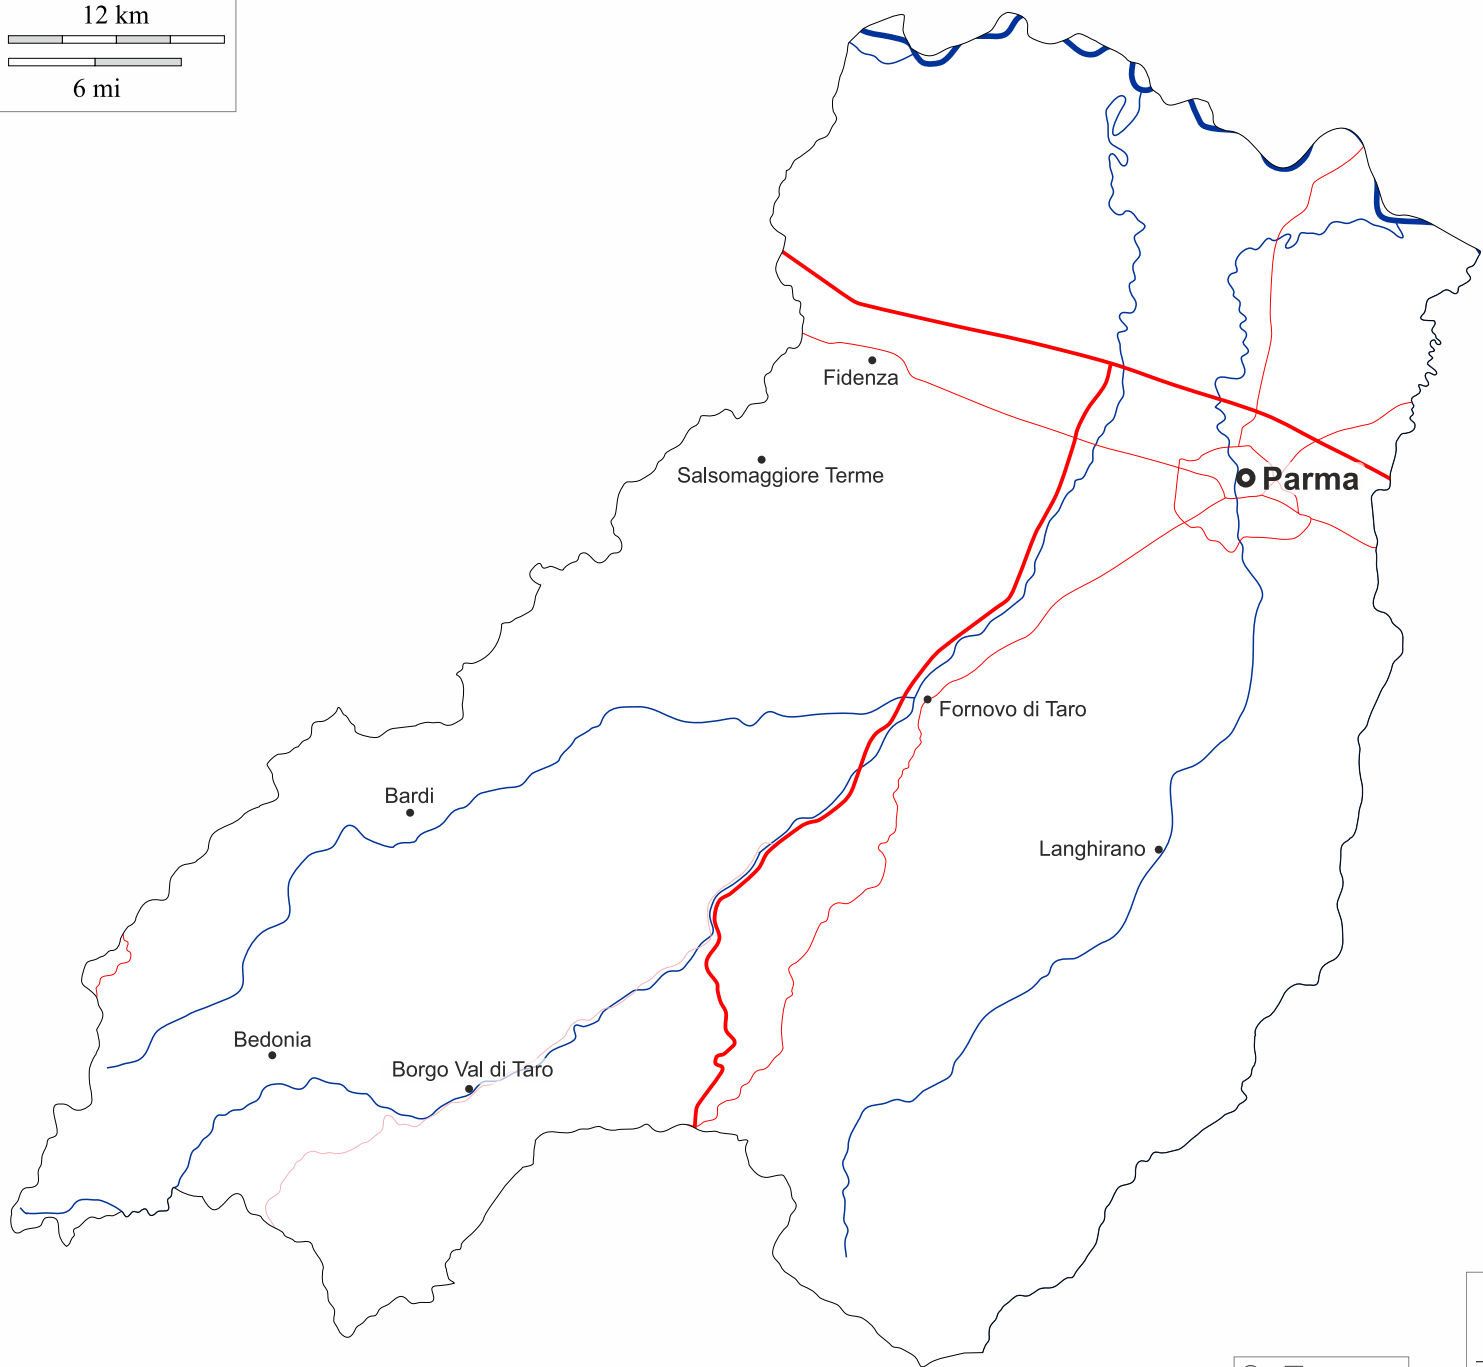 12 km
6 mi
Fidenza
Salsomaggiore Terme
Parma
Fornovo di Taro
Bardi
Langhirano
Bedonia
Borgo Val di Taro